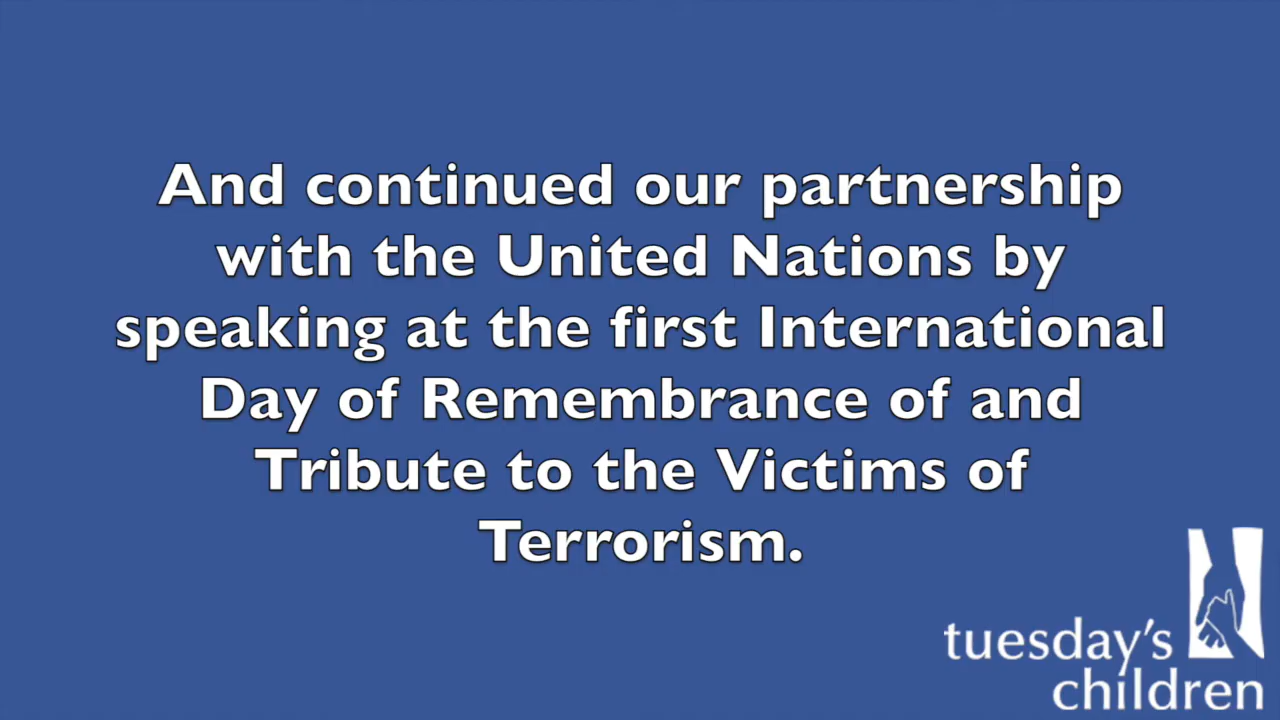 And continued our partnership
with the United Nations by
speaking at the first International
Day of Remembrance of and
Tribute to the Victims of
Terrorism.
tuesday's
children